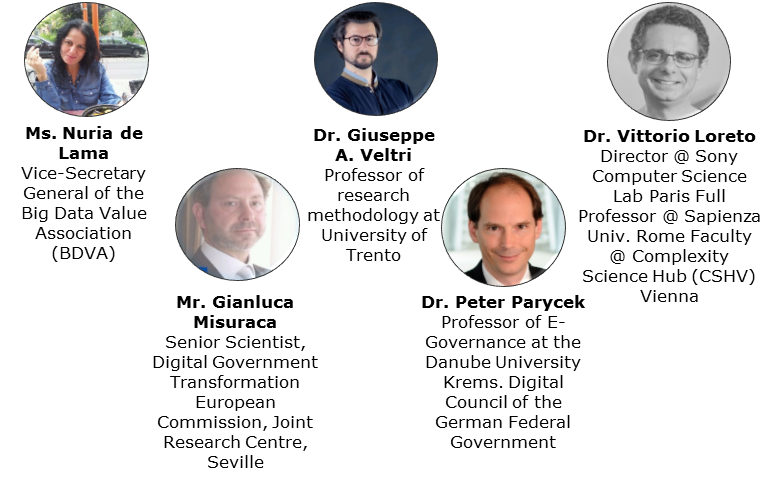 Ms. Nuria de
Lama
Vice-Secretary
General of the
Big Data Value
Association
(BDVA)
Mr. Gianluca
Misuraca
Senior Scientist,
Digital Government
Transformation
European
Commission, Joint
Research Centre,
Seville
Dr. Giuseppe
A. Veltri
Professor of
research
methodology at
University of
Trento
Dr. Peter Parycek
Professor of E-
Governance at the
Danube University
Krems. Digital
Council of the
German Federal
Government
Dr. Vittorio Loreto
Director @ Sony
Computer Science
Lab Paris Full
Professor @ Sapienza
Univ. Rome Faculty
@ Complexity
Science Hub (CSHV)
Vienna